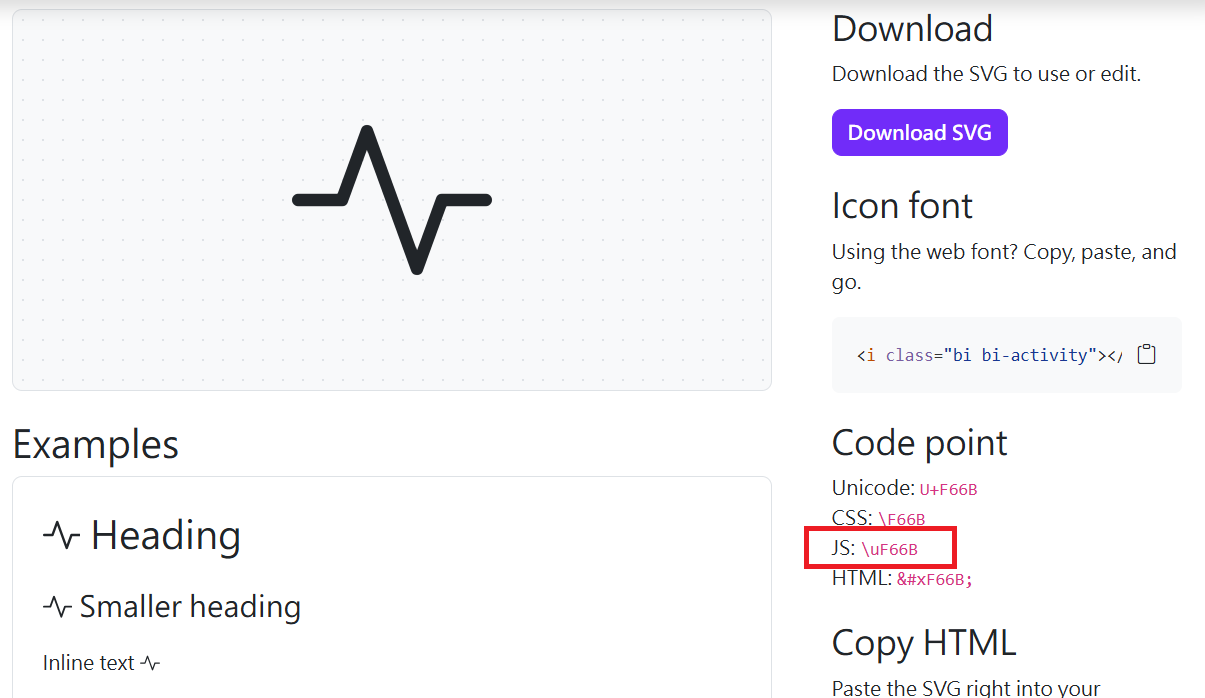 Download
Download the SVG to use or edit.
Download SVG
Icon font
Using the web font? Copy, paste, and
go.
<i class="bi bi-activity"></
Code point
Unicode: U+F66B
CSS: \F66B
JS: \uF66B
HTML: &#xF66B;
Copy HTML
Paste the SVG right into your
Examples
Heading
Smaller heading
Inline text